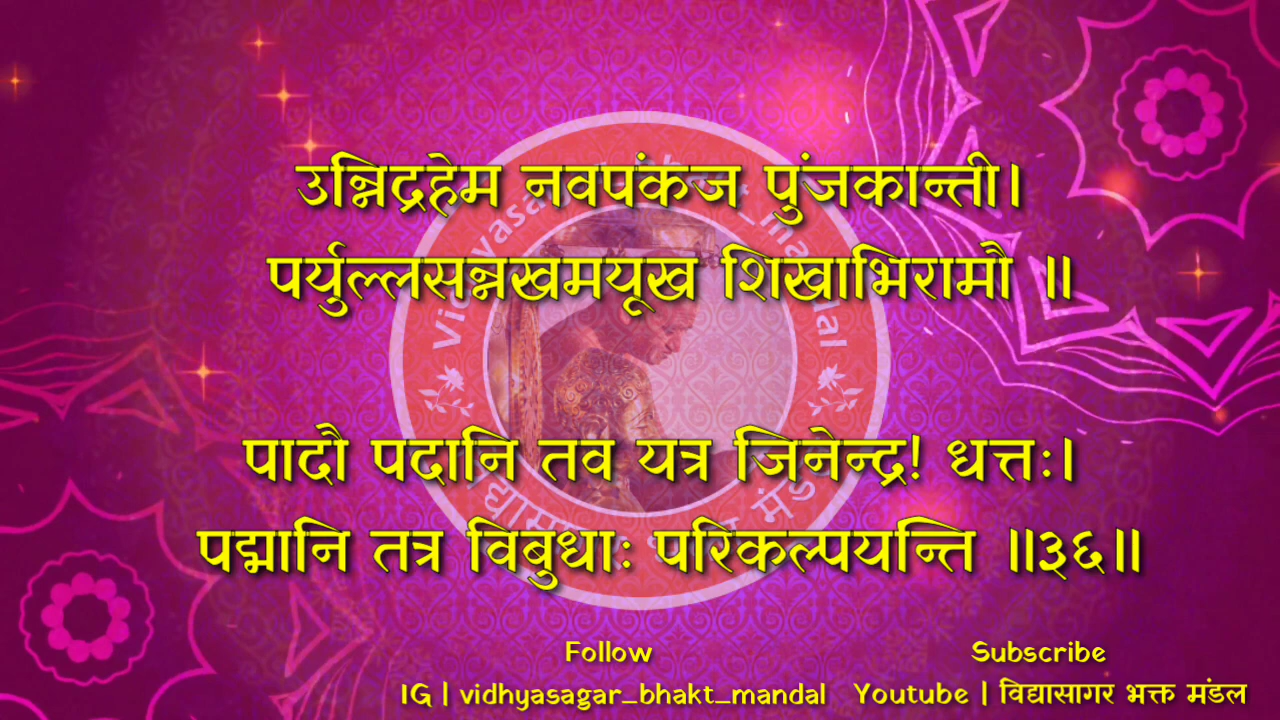 उन्निद्रहेम नवपंकज पुंजकान्ती।
पर्युल्लसन्नखमयूख शिखाभिरामौ ॥
पादौ पदानि तव यत्र जिनेन्द्र! धत्तः।
पद्मानि तत्र विबुधाः परिकल्पयन्ति ॥३६॥
Follow
IG | vidhyasagar_bhakt_mandal
Subscribe
Youtube | विद्यासागर भक्त मंडल